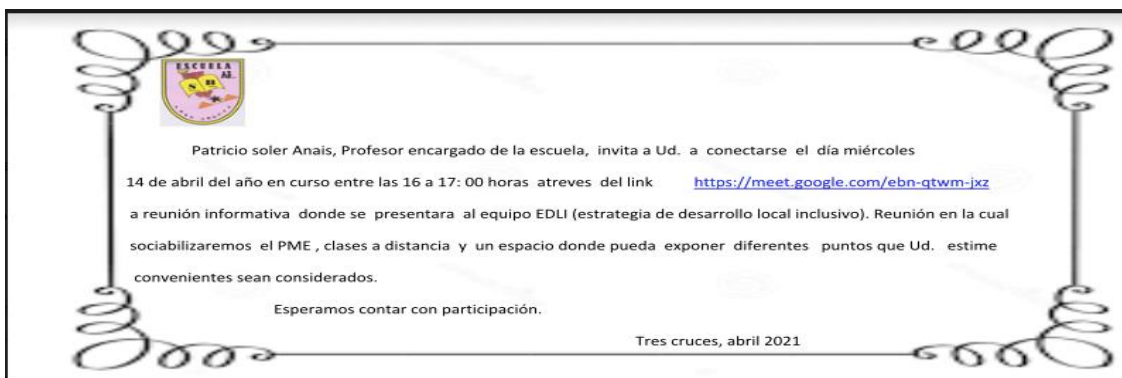 ESCUELA
Patricio soler Anais, Profesor encargado de la escuela, invita a Ud. a conectarse el día miércoles
14 de abril del año en curso entre las 16 a 17: 00 horas atreves del link https://meet.google.com/ebn-qtwm-jxz
a reunión informativa donde se presentara al equipo EDLI (estrategia de desarrollo local inclusivo). Reunión en la cual
sociabilizaremos el PME , clases a distancia y un espacio donde pueda exponer diferentes puntos que Ud. estime
convenientes sean considerados.
Esperamos contar con participación.
Tres cruces, abril 2021